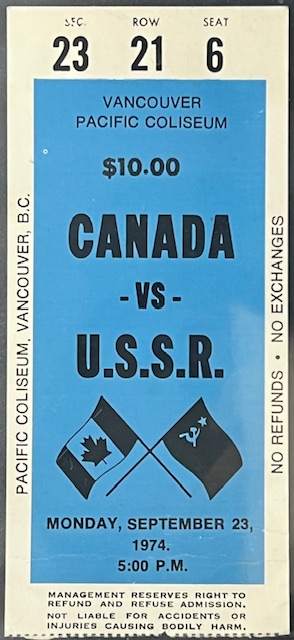 SEC. ROW SEAT
23 21 6
VANCOUVER
PACIFIC COLISEUM
$10.00
CANADA
- VS -
U.S.S.R.
MONDAY, SEPTEMBER 23,
1974.
5:00 P.M.
PACIFIC COLISEUM, VANCOUVER, B.C.
NO REFUNDS • NO EXCHANGES
MANAGEMENT RESERVES RIGHT TO
REFUND AND REFUSE ADMISSION.
NOT LIABLE FOR ACCIDENTS OR
INJURIES CAUSING BODILY HARM.